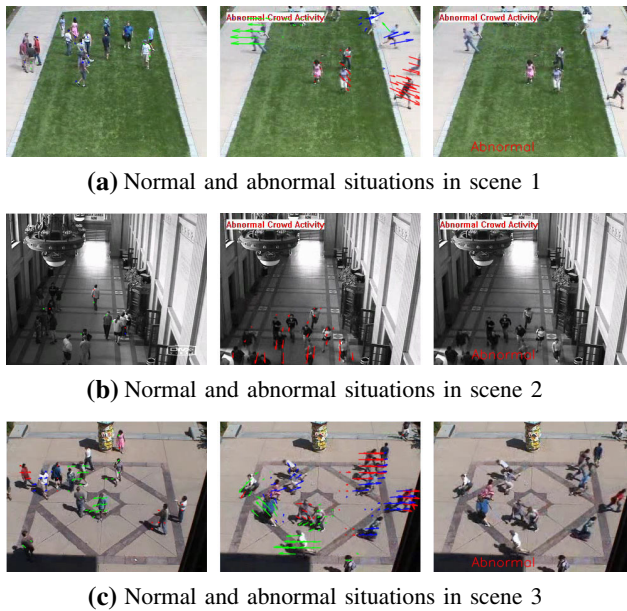 Abnormal Crowd Activity
Abnormal Crowd Activity
Abnormal
(a) Normal and abnormal situations in scene 1
Abnormal Crowd Activity
Abnormal Crowd Activity
Abnormal
(b) Normal and abnormal situations in scene 2
Abnormal
(c) Normal and abnormal situations in scene 3